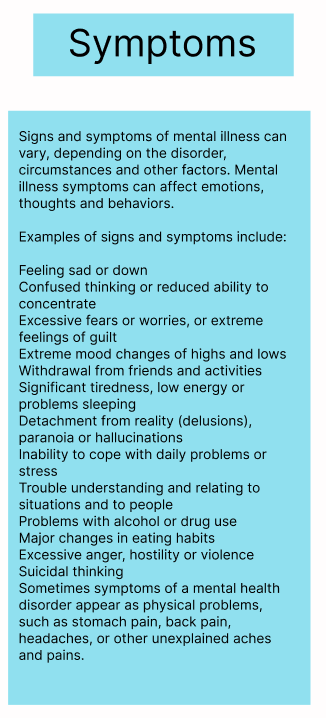 Symptoms
Signs and symptoms of mental illness can
vary, depending on the disorder,
circumstances and other factors. Mental
illness symptoms can affect emotions,
thoughts and behaviors.
Examples of signs and symptoms include:
Feeling sad or down
Confused thinking or reduced ability to
concentrate
Excessive fears or worries, or extreme
feelings of guilt
Extreme mood changes of highs and lows
Withdrawal from friends and activities
Significant tiredness, low energy or
problems sleeping
Detachment from reality (delusions),
paranoia or hallucinations
Inability to cope with daily problems or
stress
Trouble understanding and relating to
situations and to people
Problems with alcohol or drug use
Major changes in eating habits
Excessive anger, hostility or violence
Suicidal thinking
Sometimes symptoms of a mental health
disorder appear as physical problems,
such as stomach pain, back pain,
headaches, or other unexplained aches
and pains.